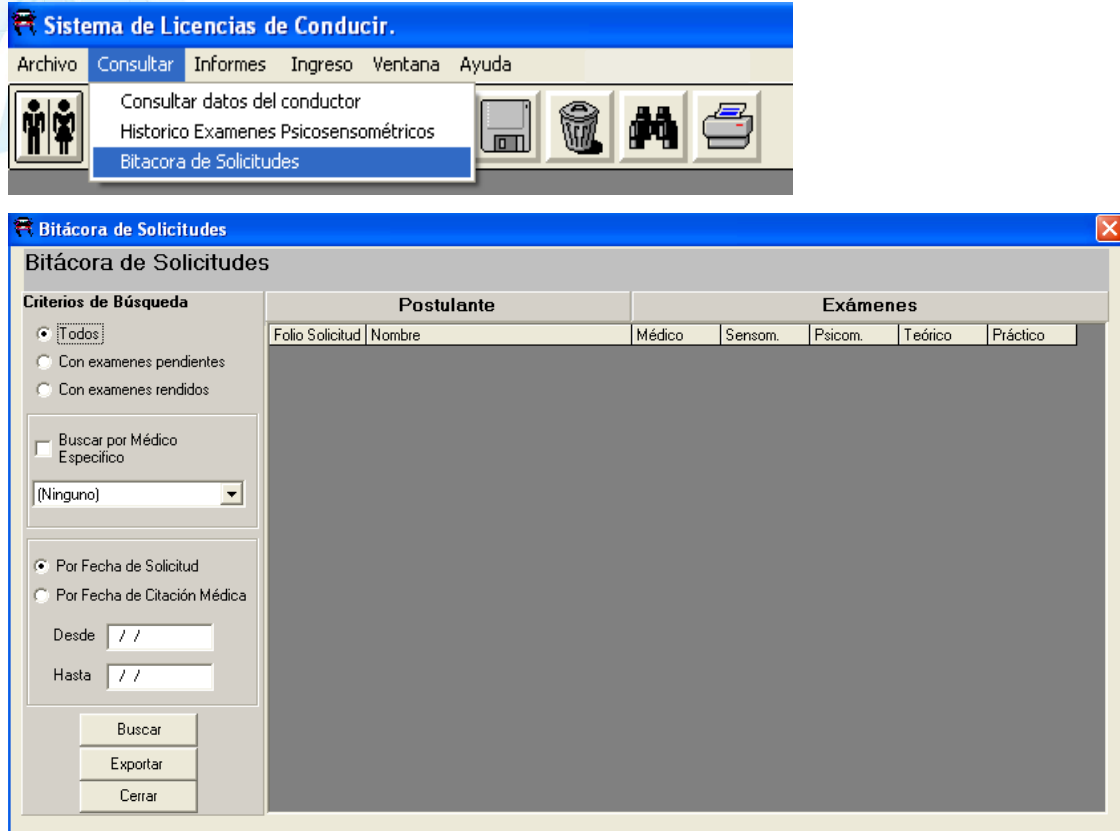 Sistema de Licencias de Conducir.
Archivo Consultar Informes Ingreso Ventana Ayuda
Consultar datos del conductor
Historico Examenes Psicosensométricos
Bitacora de Solicitudes
Bitácora de Solicitudes
Bitácora de Solicitudes
Criterios de Búsqueda
Todos
Con examenes pendientes
Con examenes rendidos
Buscar por Médico
Especifico
(Ninguno)
Por Fecha de Solicitud
Por Fecha de Citación Médica
Desde / /
Hasta / /
Buscar
Exportar
Cerrar
Postulante Exámenes
Folio Solicitud Nombre Médico Sensom. Psicom. Teórico Práctico